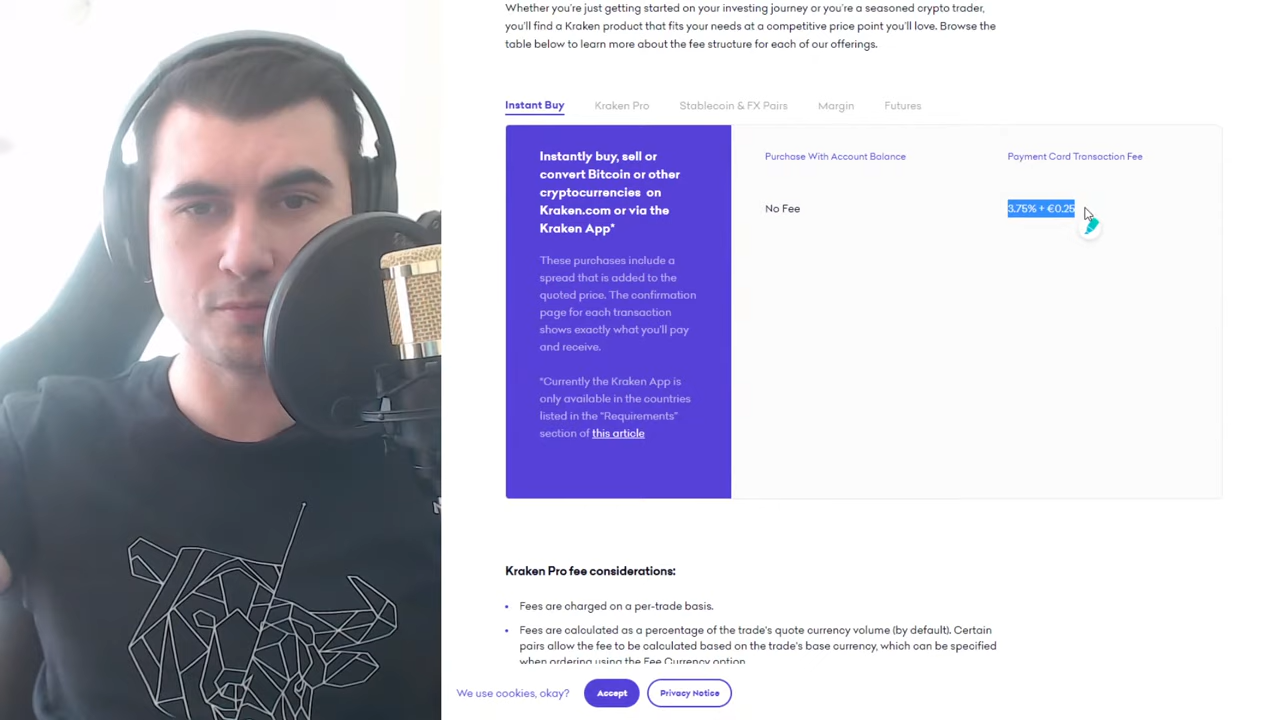 Whether you're just getting started on your investing journey or you're a seasoned crypto trader,
you'll find a Kraken product that fits your needs at a competitive price point you'll love. Browse the
table below to learn more about the fee structure for each of our offerings.
Instant Buy
Kraken Pro
Stablecoin & FX Pairs
Margin
Futures
Instantly buy, sell or
convert Bitcoin or other
cryptocurrencies on
Kraken.com or via the
Kraken App*
These purchases include a
spread that is added to the
quoted price. The confirmation
page for each transaction
shows exactly what you'll pay
and receive.
*Currently the Kraken App is
only available in the countries
listed in the "Requirements"
section of this article
Purchase With Account Balance
Payment Card Transaction Fee
No Fee
3.75% + €0.25
Kraken Pro fee considerations:
Fees are charged on a per-trade basis.
Fees are calculated as a percentage of the trade's quote currency volume (by default). Certain
pairs allow the fee to be calculated based on the trade's base currency, which can be specified
when ordering using the Fee Currency option
We use cookies, okay?
Accept
Privacy Notice